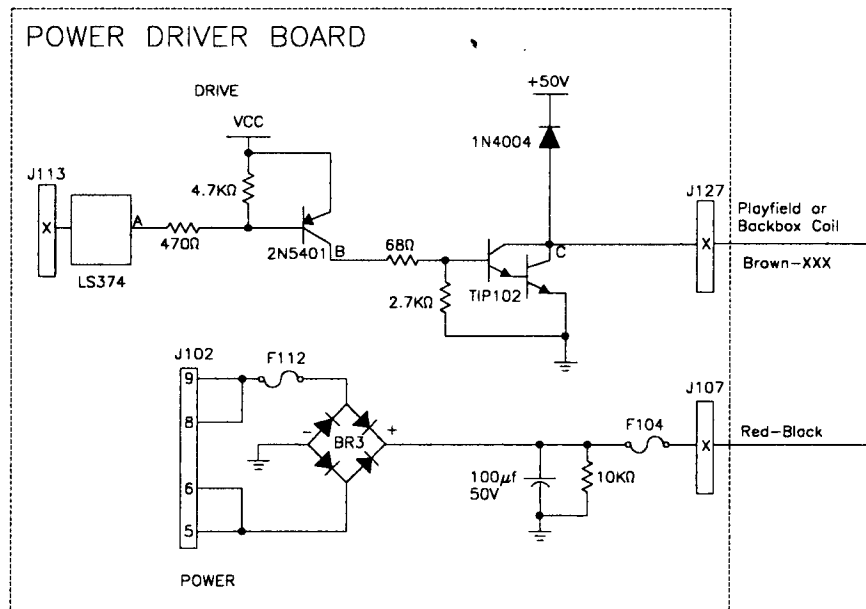 POWER DRIVER BOARD
DRIVE
VCC
+50V
1N4004
J113
4.7KΩ
J127
Playfield or
Backbox Coil
X
A
470Ω
2N5401
B
68Ω
C
X
Brown-XXX
LS374
2.7KΩ
TIP102
J102
F112
9
8
-
+
BR3
J107
F104
X
Red-Black
6
5
100µf
50V
10KΩ
POWER